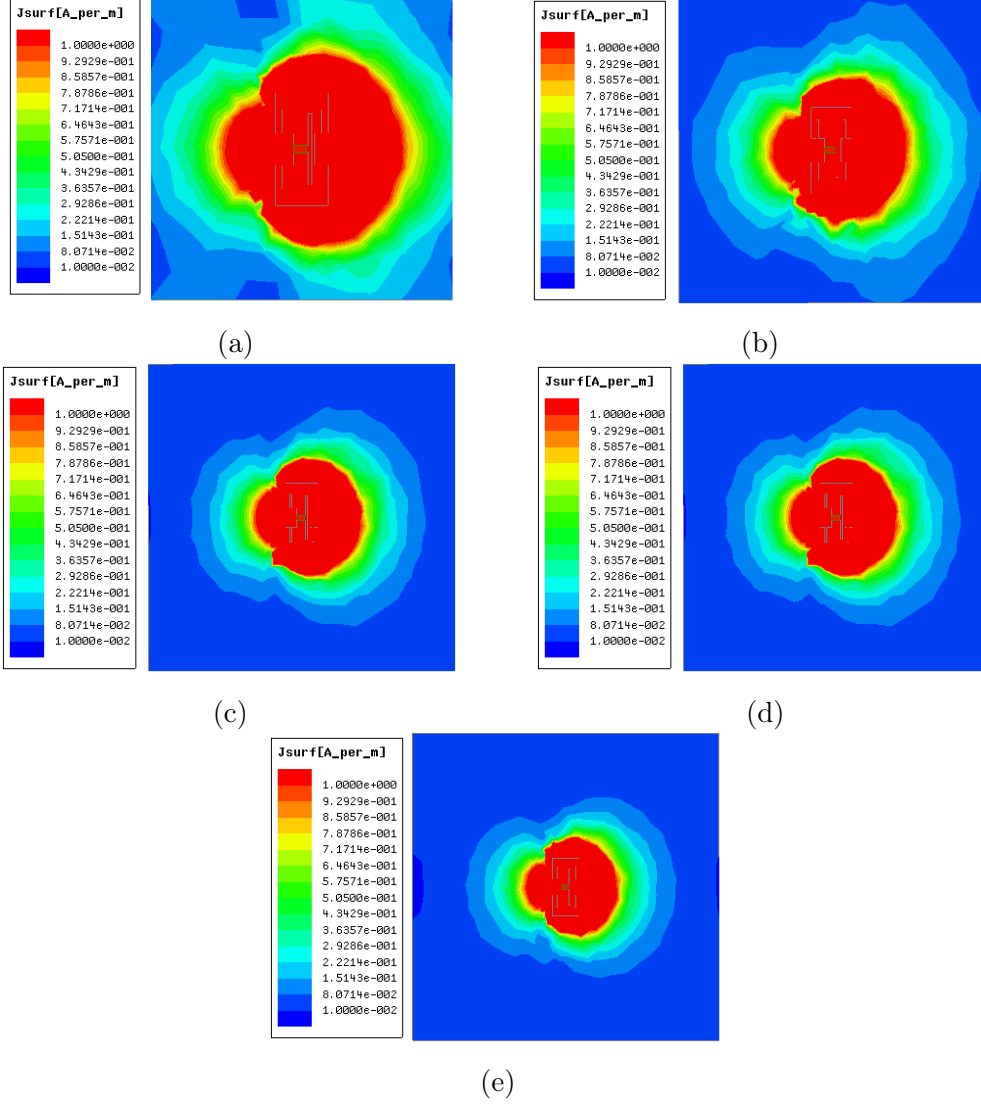 Jsurf[A_per_m]
1.0000e+000
9.2929e-001
8.5857e-001
7.8786e-001
7.1714e-001
6.4643e-001
5.7571e-001
5.0500e-001
4.3429e-001
3.6357e-001
2.9286e-001
2.2214e-001
1.5143e-001
8.0714e-002
1.0000e-002
(a)
Jsurf[A_per_m]
1.0000e+000
9.2929e-001
8.5857e-001
7.8786e-001
7.1714e-001
6.4643e-001
5.7571e-001
5.0500e-001
4.3429e-001
3.6357e-001
2.9286e-001
2.2214e-001
1.5143e-001
8.0714e-002
1.0000e-002
(b)
Jsurf[A_per_m]
1.0000e+000
9.2929e-001
8.5857e-001
7.8786e-001
7.1714e-001
6.4643e-001
5.7571e-001
5.0500e-001
4.3429e-001
3.6357e-001
2.9286e-001
2.2214e-001
1.5143e-001
8.0714e-002
1.0000e-002
(c)
Jsurf[A_per_m]
1.0000e+000
9.2929e-001
8.5857e-001
7.8786e-001
7.1714e-001
6.4643e-001
5.7571e-001
5.0500e-001
4.3429e-001
3.6357e-001
2.9286e-001
2.2214e-001
1.5143e-001
8.0714e-002
1.0000e-002
(d)
Jsurf[A_per_m]
1.0000e+000
9.2929e-001
8.5857e-001
7.8786e-001
7.1714e-001
6.4643e-001
5.7571e-001
5.0500e-001
4.3429e-001
3.6357e-001
2.9286e-001
2.2214e-001
1.5143e-001
8.0714e-002
1.0000e-002
(e)